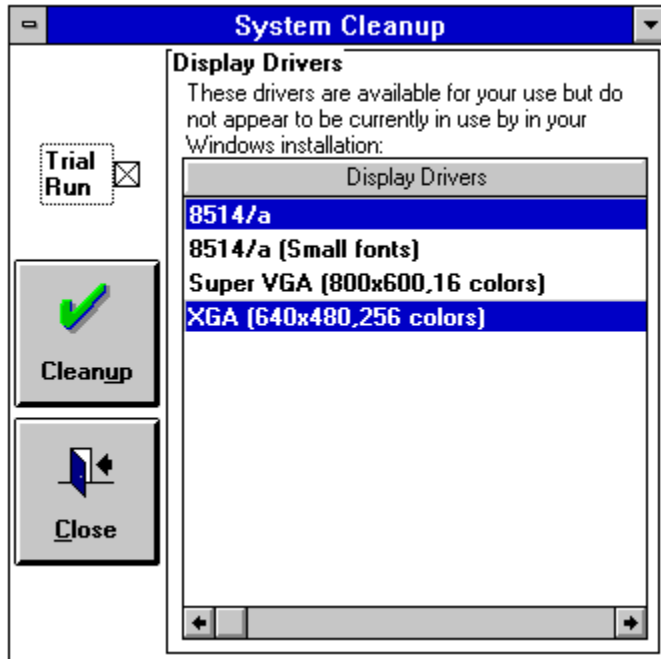 System Cleanup
Display Drivers
These drivers are available for your use but do
not appear to be currently in use by in your
Windows installation:
Trial
Run
Display Drivers
8514/a
8514/a (Small fonts)
Super VGA (800x600,16 colors)
XGA (640x480,256 colors)
Cleanup
Close